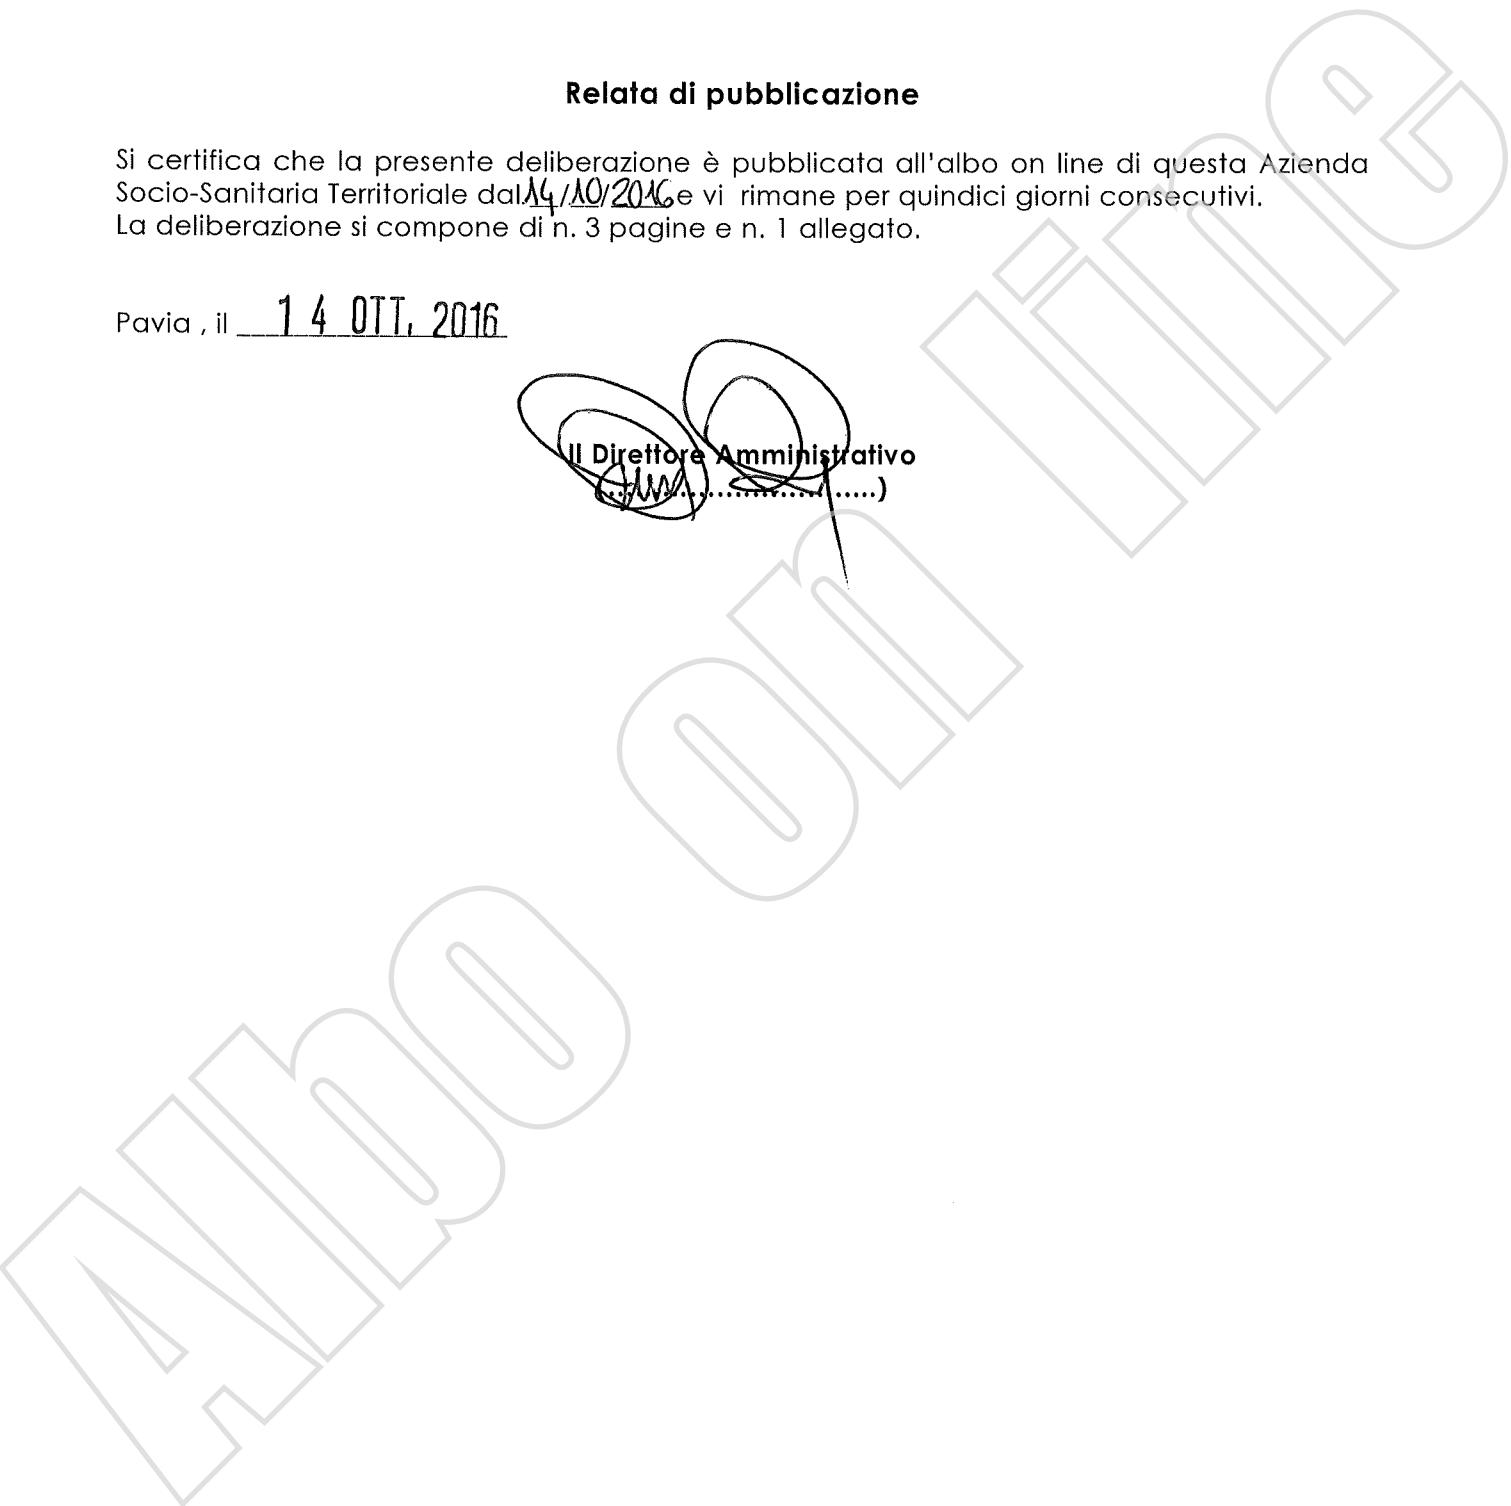 Relata di pubblicazione
Si certifica che la presente deliberazione è pubblicata all'albo on line di questa Azienda
Socio-Sanitaria Territoriale dal 14/10/2016 e vi rimane per quindici giorni consecutivi.
La deliberazione si compone di n. 3 pagine e n. 1 allegato.
Pavia , il 14 OTT. 2016
Il Direttore Amministrativo
(..............................)
Albo on line